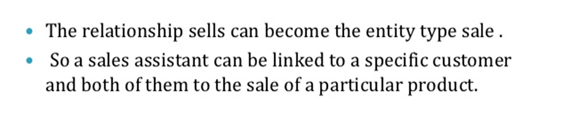 • The relationship sells can become the entity type sale .
• So a sales assistant can be linked to a specific customer
and both of them to the sale of a particular product.